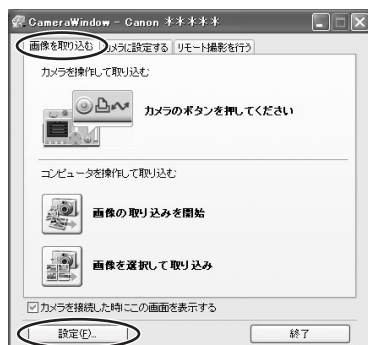 CameraWindow - Canon ＊＊＊＊＊
画像を取り込む カメラに設定する リモート撮影を行う
カメラを操作して取り込む
カメラのボタンを押してください
コンピュータを操作して取り込む
画像の取り込みを開始
画像を選択して取り込み
カメラを接続した時にこの画面を表示する
設定(F)... 終了